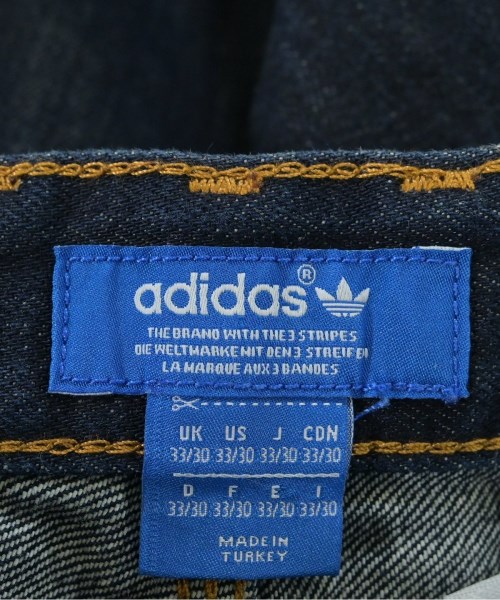 adidas®
THE BRAND WITH THE 3 STRIPES
DIE WELTMARKE MIT DEN 3 STREIFEN
LA MARQUE AUX 3 BANDES
UK US J CDN
33/30 33/30 33/30 33/30
D F E I
33/30 33/30 33/30 33/30
MADE IN
TURKEY